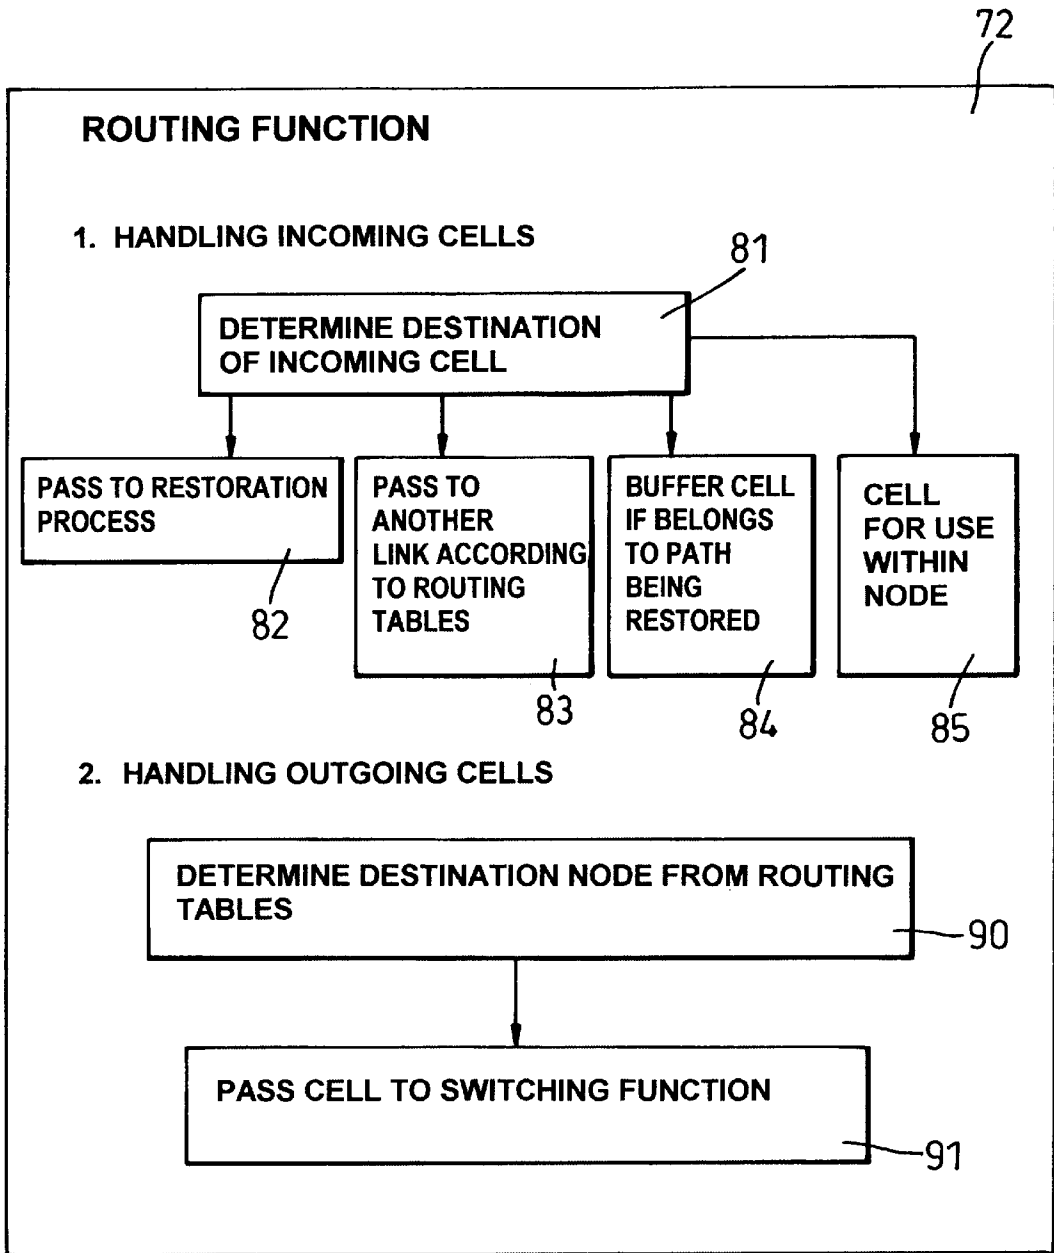 72
ROUTING FUNCTION
1. HANDLING INCOMING CELLS
81
DETERMINE DESTINATION
OF INCOMING CELL
PASS TO RESTORATION
PROCESS
82
PASS TO
ANOTHER
LINK ACCORDING
TO ROUTING
TABLES
83
BUFFER CELL
IF BELONGS
TO PATH
BEING
RESTORED
84
CELL
FOR USE
WITHIN
NODE
85
2. HANDLING OUTGOING CELLS
DETERMINE DESTINATION NODE FROM ROUTING
TABLES
90
PASS CELL TO SWITCHING FUNCTION
91